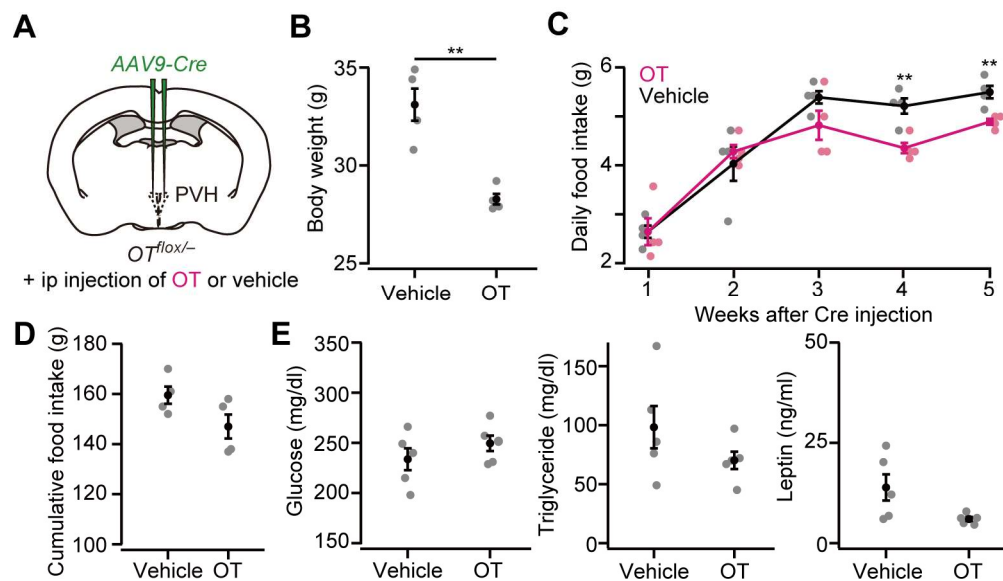 A
AAV9-Cre
PVH
OT^flox/–
+ ip injection of OT or vehicle
B
**
Body weight (g)
35
30
25
Vehicle OT
C
OT
Vehicle
**
**
Daily food intake (g)
6
4
2
1 2 3 4 5
Weeks after Cre injection
D
Cumulative food intake (g)
180
160
140
120
100
Vehicle OT
E
Glucose (mg/dl)
350
300
250
200
150
Vehicle OT
Triglyceride (mg/dl)
150
100
50
0
Vehicle OT
Leptin (ng/ml)
50
25
0
Vehicle OT